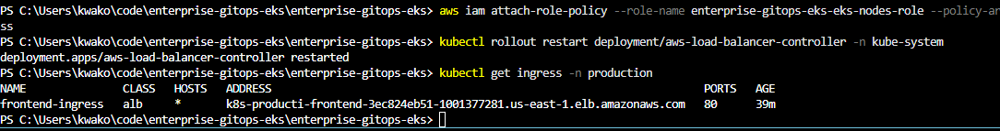 PS C:\Users\kwako\code\enterprise-gitops-eks\enterprise-gitops-eks> aws iam attach-role-policy --role-name enterprise-gitops-eks-eks-nodes-role --policy-ar
ss
PS C:\Users\kwako\code\enterprise-gitops-eks\enterprise-gitops-eks> kubectl rollout restart deployment/aws-load-balancer-controller -n kube-system
deployment.apps/aws-load-balancer-controller restarted
PS C:\Users\kwako\code\enterprise-gitops-eks\enterprise-gitops-eks> kubectl get ingress -n production
NAME CLASS HOSTS ADDRESS PORTS AGE
frontend-ingress alb * k8s-producti-frontend-3ec824eb51-1001377281.us-east-1.elb.amazonaws.com 80 39m
PS C:\Users\kwako\code\enterprise-gitops-eks\enterprise-gitops-eks>